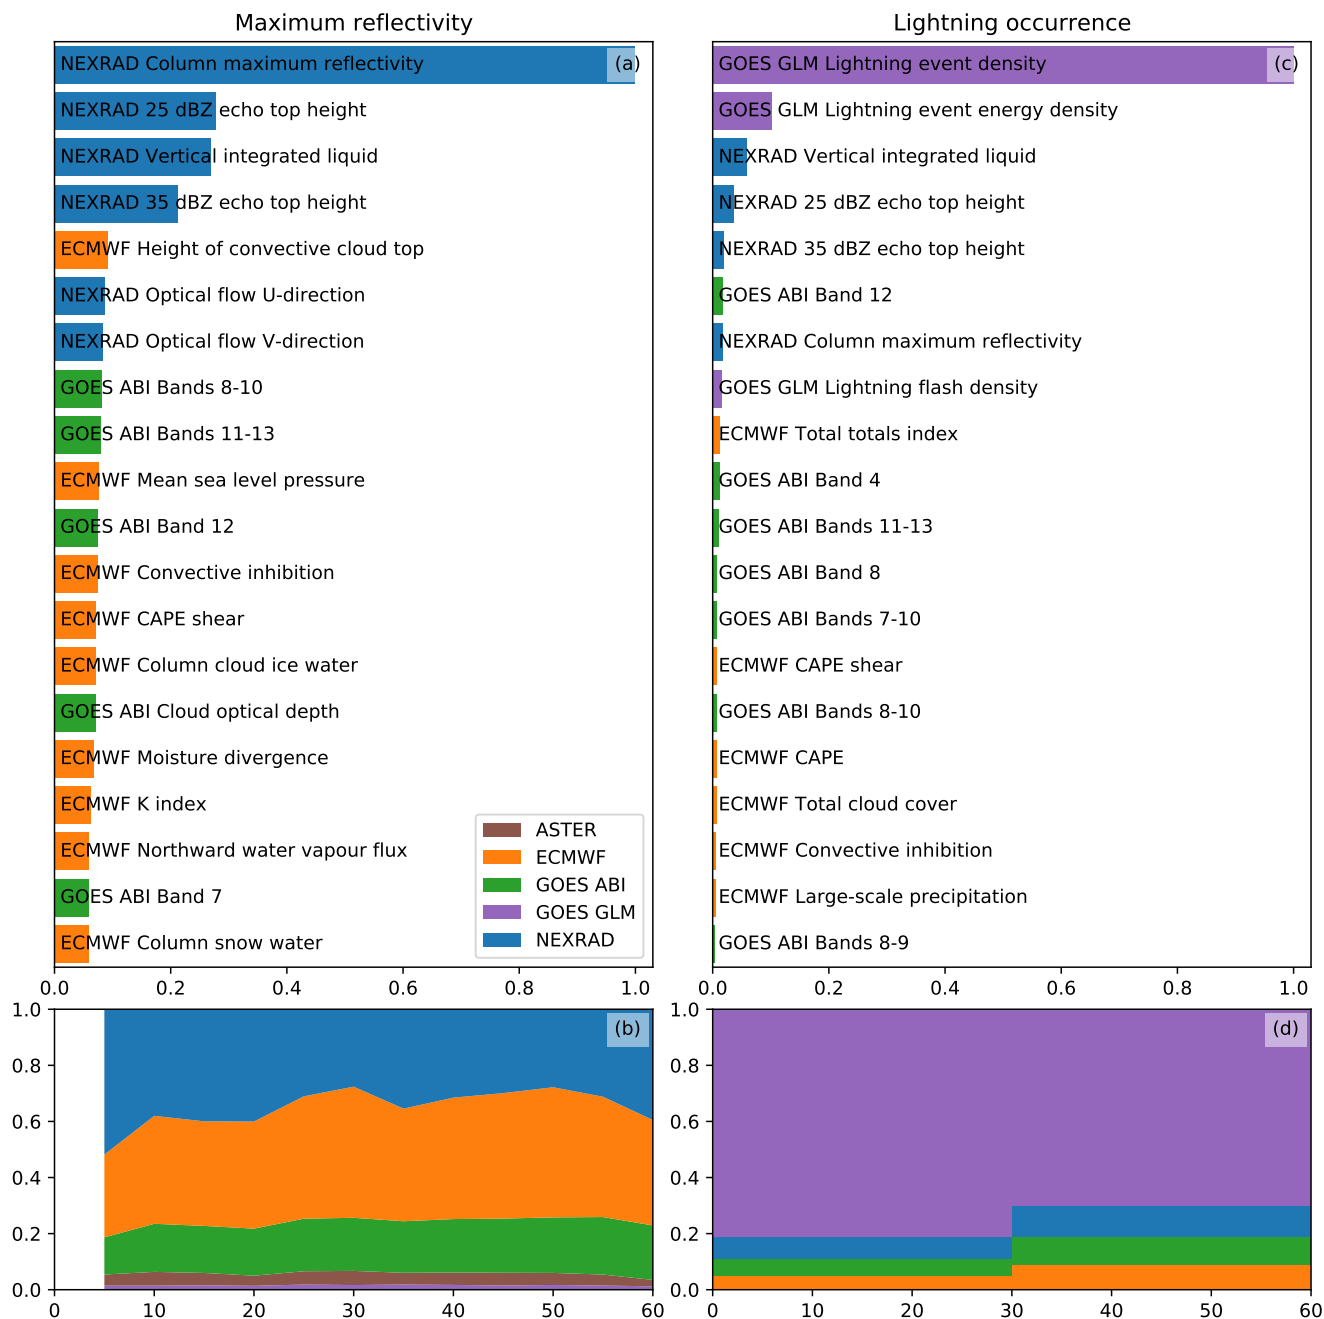 Maximum reflectivity
NEXRAD Column maximum reflectivity
(a)
NEXRAD 25 dBZ echo top height
NEXRAD Vertical integrated liquid
NEXRAD 35 dBZ echo top height
ECMWF Height of convective cloud top
NEXRAD Optical flow U-direction
NEXRAD Optical flow V-direction
GOES ABI Bands 8-10
GOES ABI Bands 11-13
ECMWF Mean sea level pressure
GOES ABI Band 12
ECMWF Convective inhibition
ECMWF CAPE shear
ECMWF Column cloud ice water
GOES ABI Cloud optical depth
ECMWF Moisture divergence
ECMWF K index
ECMWF Northward water vapour flux
GOES ABI Band 7
ECMWF Column snow water
ASTER
ECMWF
GOES ABI
GOES GLM
NEXRAD
0.0 0.2 0.4 0.6 0.8 1.0
Lightning occurrence
GOES GLM Lightning event density
(c)
GOES GLM Lightning event energy density
NEXRAD Vertical integrated liquid
NEXRAD 25 dBZ echo top height
NEXRAD 35 dBZ echo top height
GOES ABI Band 12
NEXRAD Column maximum reflectivity
GOES GLM Lightning flash density
ECMWF Total totals index
GOES ABI Band 4
GOES ABI Bands 11-13
GOES ABI Band 8
GOES ABI Bands 7-10
ECMWF CAPE shear
GOES ABI Bands 8-10
ECMWF CAPE
ECMWF Total cloud cover
ECMWF Convective inhibition
ECMWF Large-scale precipitation
GOES ABI Bands 8-9
0.0 0.2 0.4 0.6 0.8 1.0
(b)
1.0
0.8
0.6
0.4
0.2
0.0
0 10 20 30 40 50 60
(d)
1.0
0.8
0.6
0.4
0.2
0.0
0 10 20 30 40 50 60